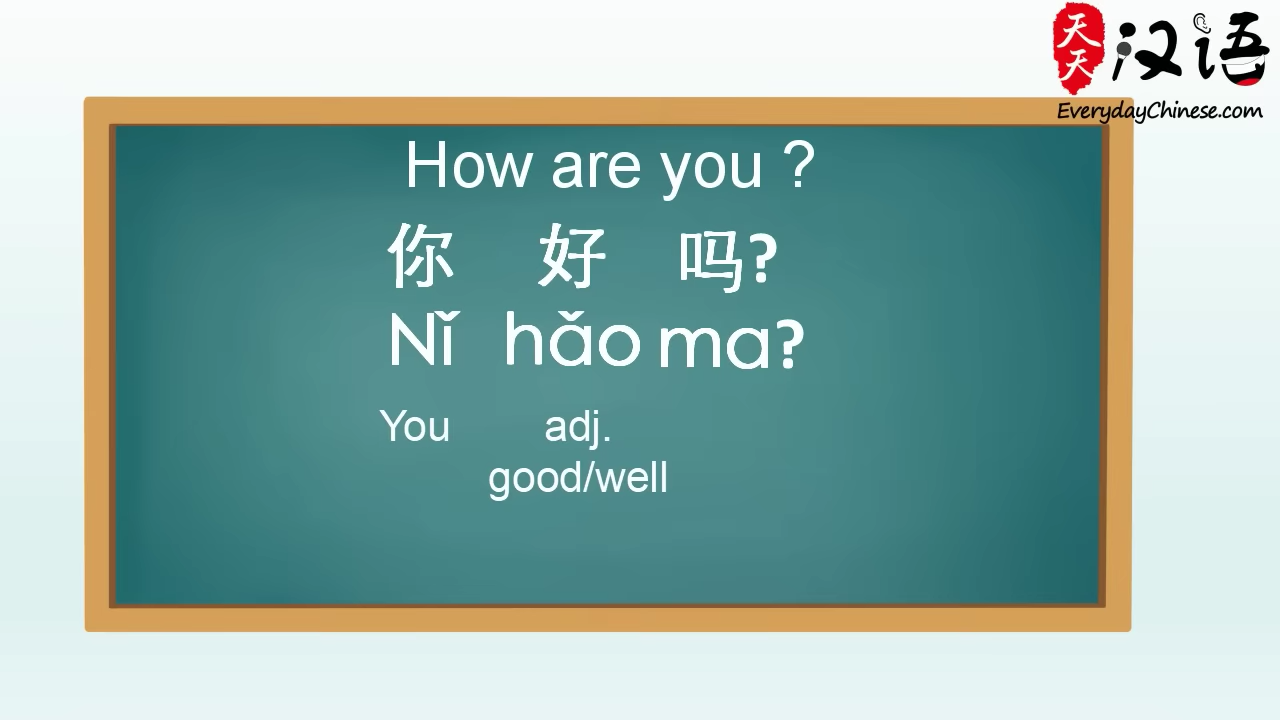 天天汉语
EverydayChinese.com
How are you ?
你 好 吗?
Nǐ hǎo ma?
You adj.
good/well